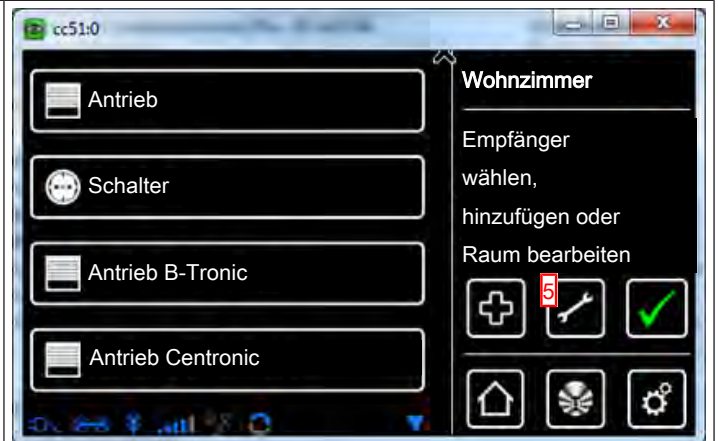 cc51:0
Antrieb
Schalter
Antrieb B-Tronic
Antrieb Centronic
Wohnzimmer
Empfänger
wählen,
hinzufügen oder
Raum bearbeiten
5